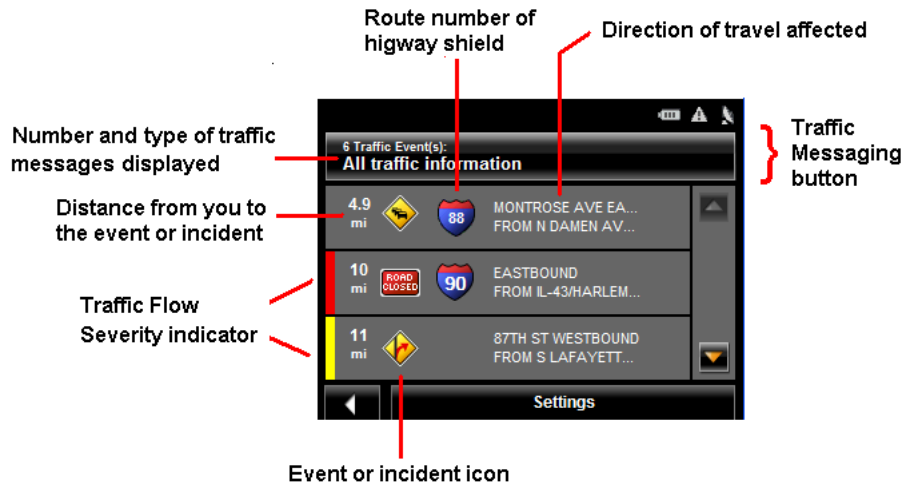 Route number of
higway shield
Direction of travel affected
Number and type of traffic
messages displayed
Traffic
Messaging
button
6 Traffic Event(s):
All traffic information
Distance from you to
the event or incident
4.9
mi
88
MONTROSE AVE EA...
FROM N DAMEN AV...
Traffic Flow
Severity indicator
10
mi
ROAD
CLOSED
90
EASTBOUND
FROM IL-43/HARLEM...
11
mi
87TH ST WESTBOUND
FROM S LAFAYETT...
Settings
Event or incident icon